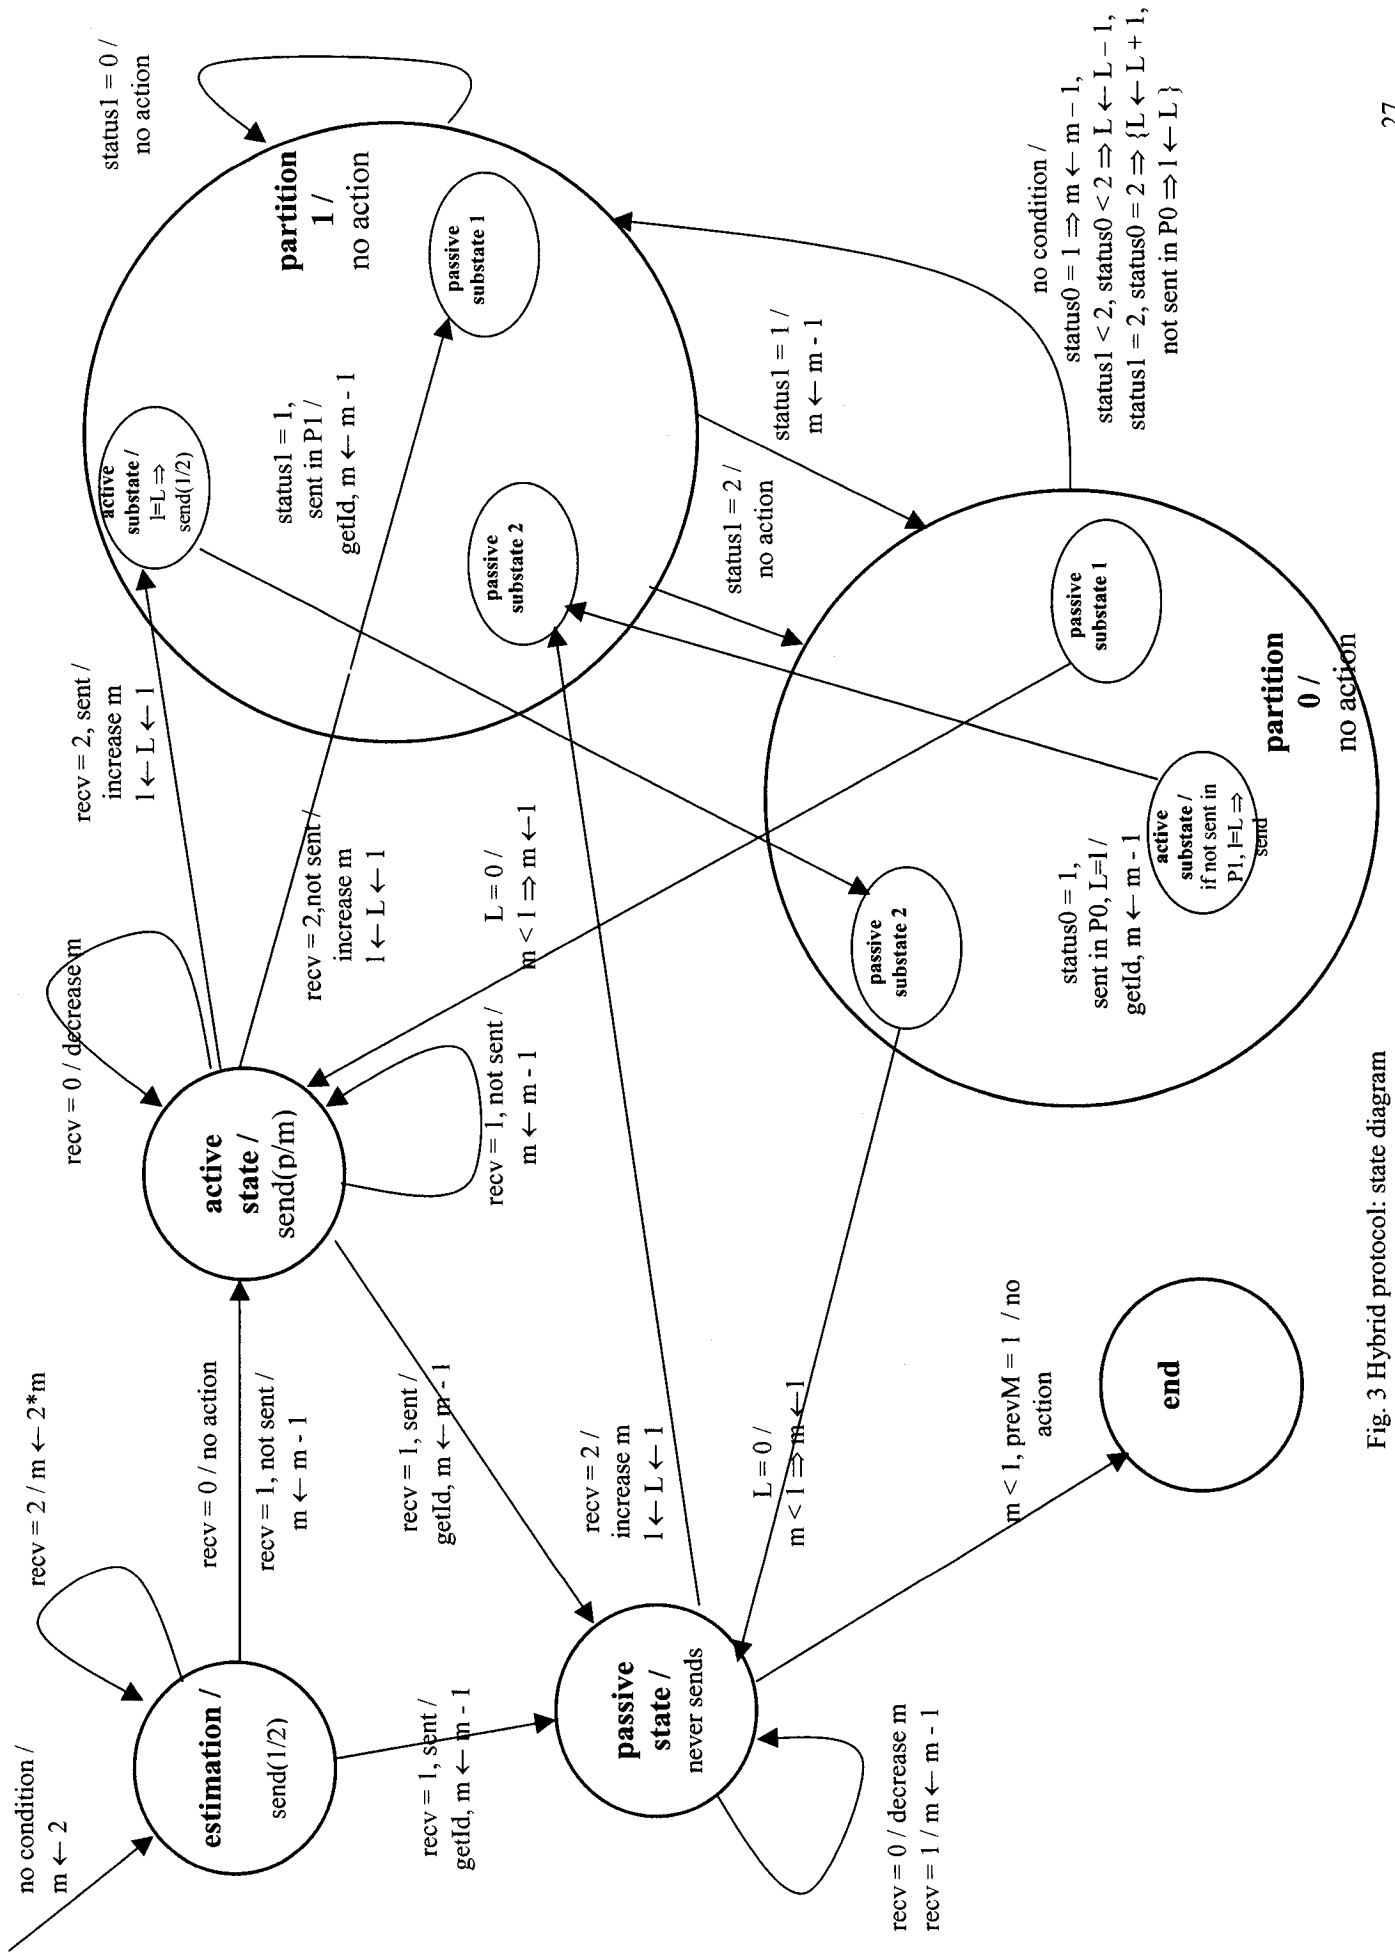 no condition /
m ← 2
recv = 2 / m ← 2*m
estimation /
send(1/2)
recv = 0 / no action
recv = 1, not sent /
m ← m - 1
recv = 1, sent /
getId, m ← m - 1
recv = 0 / decrease m
active
state /
send(p/m)
recv = 1, sent /
getId, m ← m - 1
recv = 1, not sent /
m ← m - 1
recv = 2, sent /
increase m
l ← L ← 1
recv = 2,not sent /
increase m
l ← L ← 1
status1 = 0 /
no action
partition
1 /
no action
active
substate /
l=L ⇒
send(1/2)
passive
substate 1
status1 = 1,
sent in P1 /
getId, m ← m - 1
passive
substate 2
L = 0 /
m < 1 ⇒ m ←1
status1 = 1 /
m ← m - 1
status1 = 2 /
no action
no condition /
status0 = 1 ⇒ m ← m – 1,
status1 < 2, status0 < 2 ⇒ L ← L – 1,
status1 = 2, status0 = 2 ⇒ {L ← L + 1,
not sent in P0 ⇒ l ← L }
passive
substate 1
passive
substate 2
status0 = 1,
sent in P0, L=l /
getId, m ← m - 1
active
substate /
if not sent in
P1, l=L ⇒
send
partition
0 /
no action
recv = 2 /
increase m
l ← L ← 1
L = 0 /
m < 1 ⇒ m ←1
passive
state /
never sends
recv = 0 / decrease m
recv = 1 / m ← m - 1
m < 1, prevM = 1 / no
action
end
Fig. 3 Hybrid protocol: state diagram
27